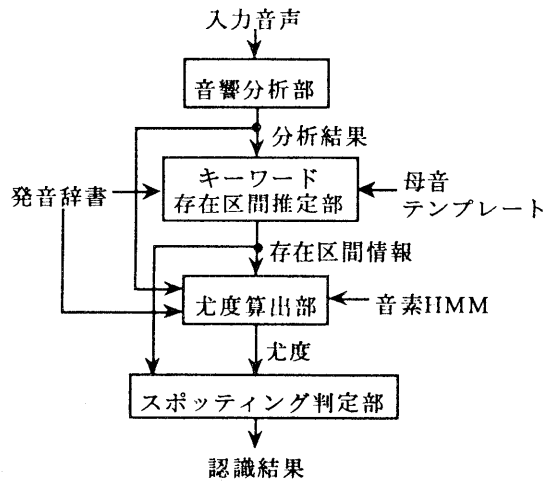 入力音声
音響分析部
分析結果
キーワード
存在区間推定部
発音辞書
母音
テンプレート
存在区間情報
尤度算出部
音素HMM
尤度
スポッティング判定部
認識結果